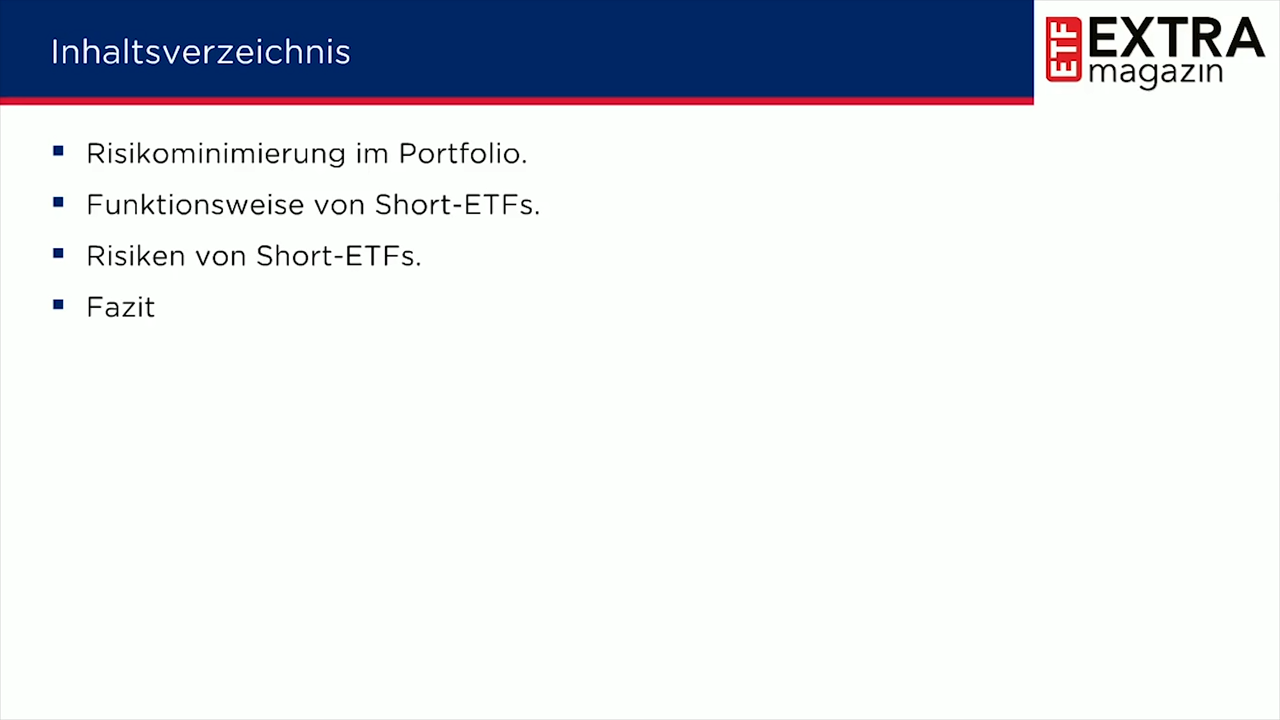 Inhaltsverzeichnis
ETF EXTRA
magazin
Risikominimierung im Portfolio.
Funktionsweise von Short-ETFs.
Risiken von Short-ETFs.
Fazit